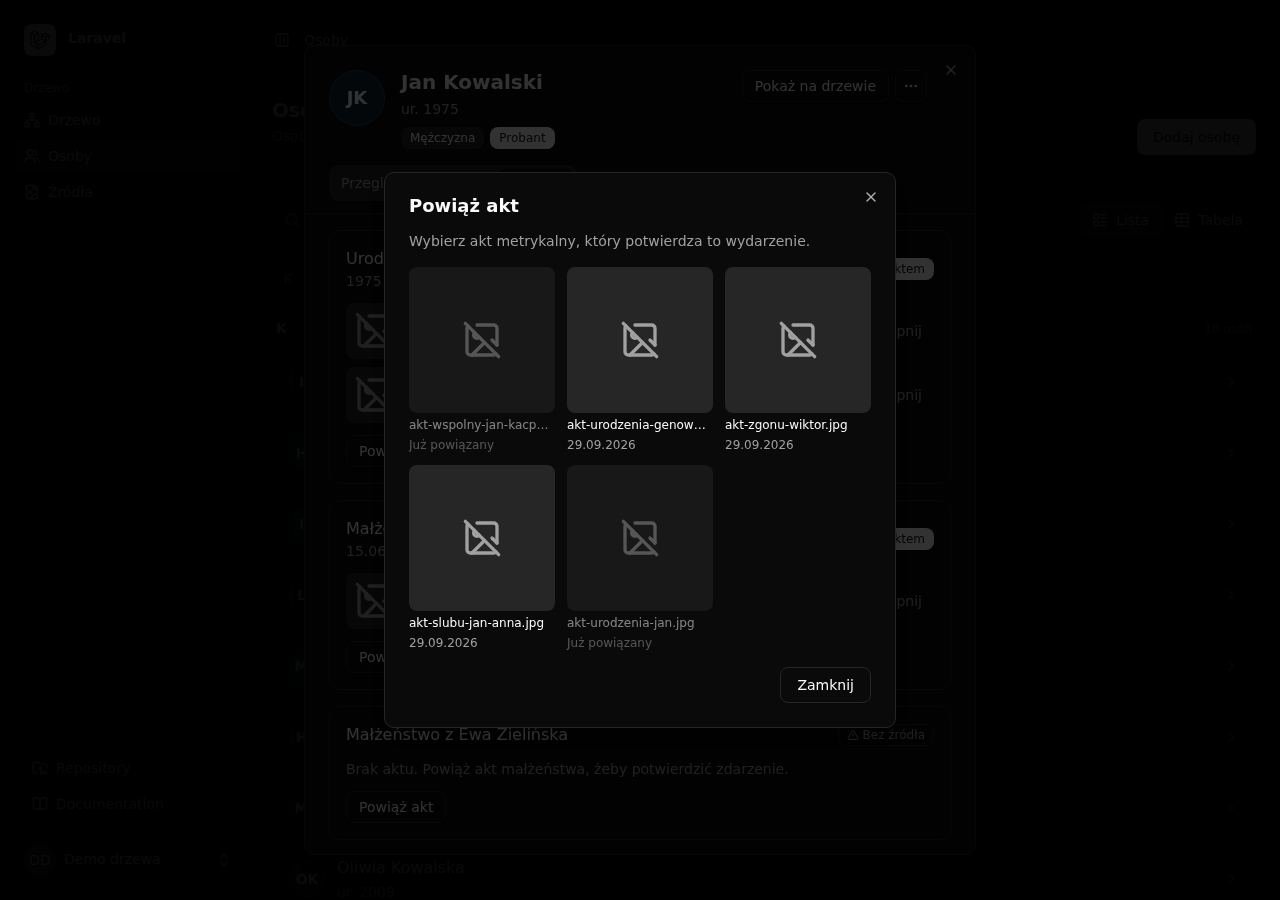 Laravel
Osoby
Drzewo
Drzewo
Osoby
Źródła
Dodaj osobę
Lista
Tabela
JK
Jan Kowalski
ur. 1975
Mężczyzna
Probant
Pokaż na drzewie
Powiąż akt
Wybierz akt metrykalny, który potwierdza to wydarzenie.
akt-wspolny-jan-kacp…
Już powiązany
akt-urodzenia-genow…
29.09.2026
akt-zgonu-wiktor.jpg
29.09.2026
akt-slubu-jan-anna.jpg
29.09.2026
akt-urodzenia-jan.jpg
Już powiązany
Zamknij
1975
15.06
Małżeństwo z Ewa Zielińska
Bez źródła
Brak aktu. Powiąż akt małżeństwa, żeby potwierdzić zdarzenie.
Powiąż akt
Repository
Documentation
DD
Demo drzewa
OK
Oliwia Kowalska
ur. 2009